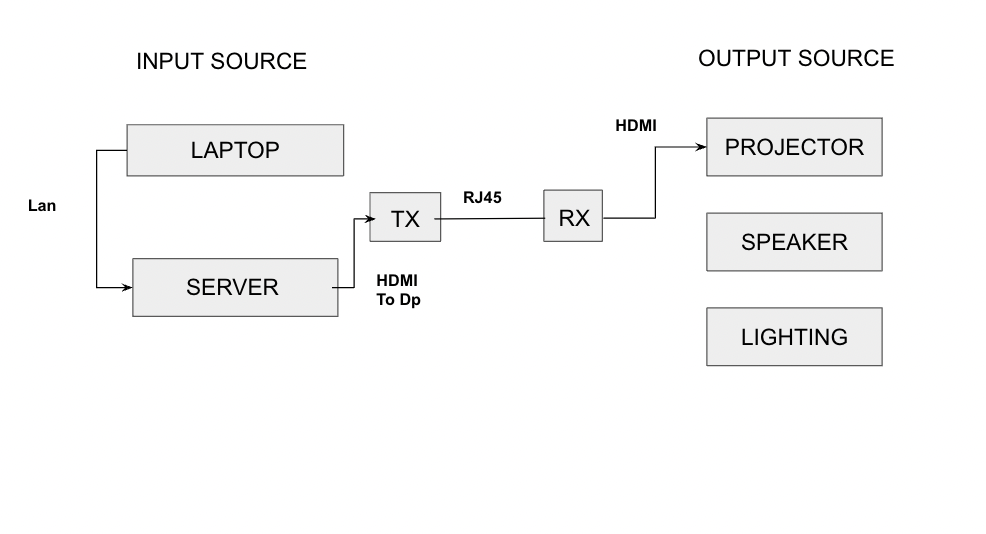 INPUT SOURCE
OUTPUT SOURCE
LAPTOP
HDMI
PROJECTOR
Lan
TX
RJ45
RX
SPEAKER
SERVER
HDMI
To Dp
LIGHTING